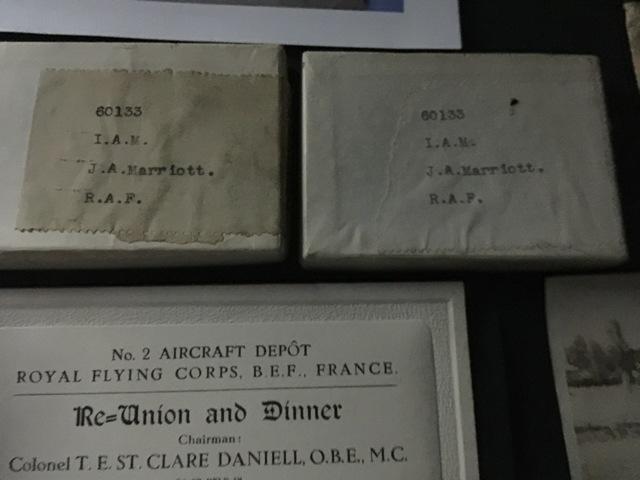 60133
I.A.M.
J.A.Marriott.
R.A.F.
60133
I.A.M.
J.A.Marriott.
R.A.F.
No. 2 AIRCRAFT DEPÔT
ROYAL FLYING CORPS, B.E.F., FRANCE.
Re=Union and Dinner
Chairman:
Colonel T. E. ST. CLARE DANIELL, O.B.E., M.C.